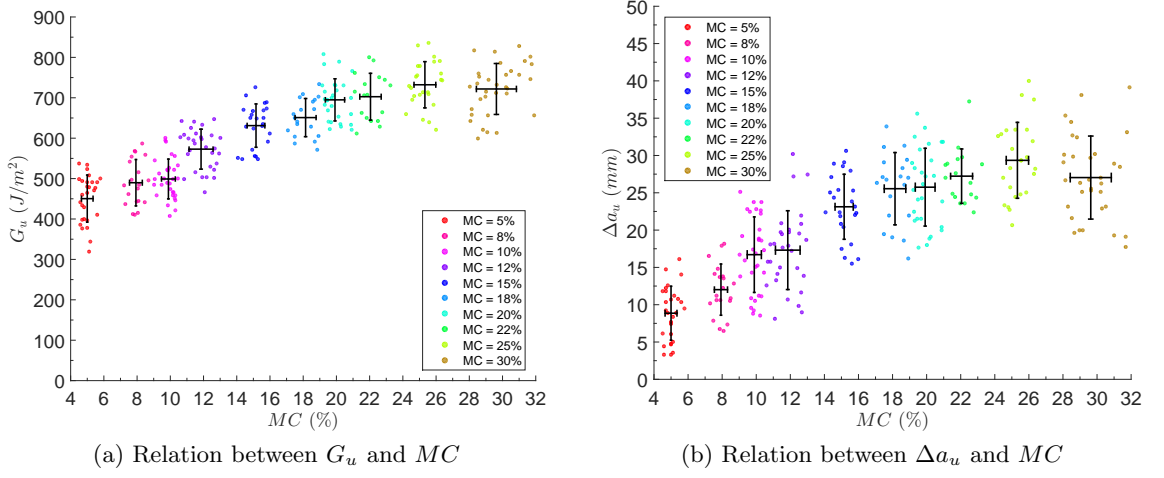 900
800
700
600
500
400
300
200
100
0
G_u (J/m²)
4 6 8 10 12 14 16 18 20 22 24 26 28 30 32
MC (%)
MC = 5%
MC = 8%
MC = 10%
MC = 12%
MC = 15%
MC = 18%
MC = 20%
MC = 22%
MC = 25%
MC = 30%
(a) Relation between G_u and MC
50
45
40
35
30
25
20
15
10
5
0
Δa_u (mm)
4 6 8 10 12 14 16 18 20 22 24 26 28 30 32
MC (%)
MC = 5%
MC = 8%
MC = 10%
MC = 12%
MC = 15%
MC = 18%
MC = 20%
MC = 22%
MC = 25%
MC = 30%
(b) Relation between Δa_u and MC